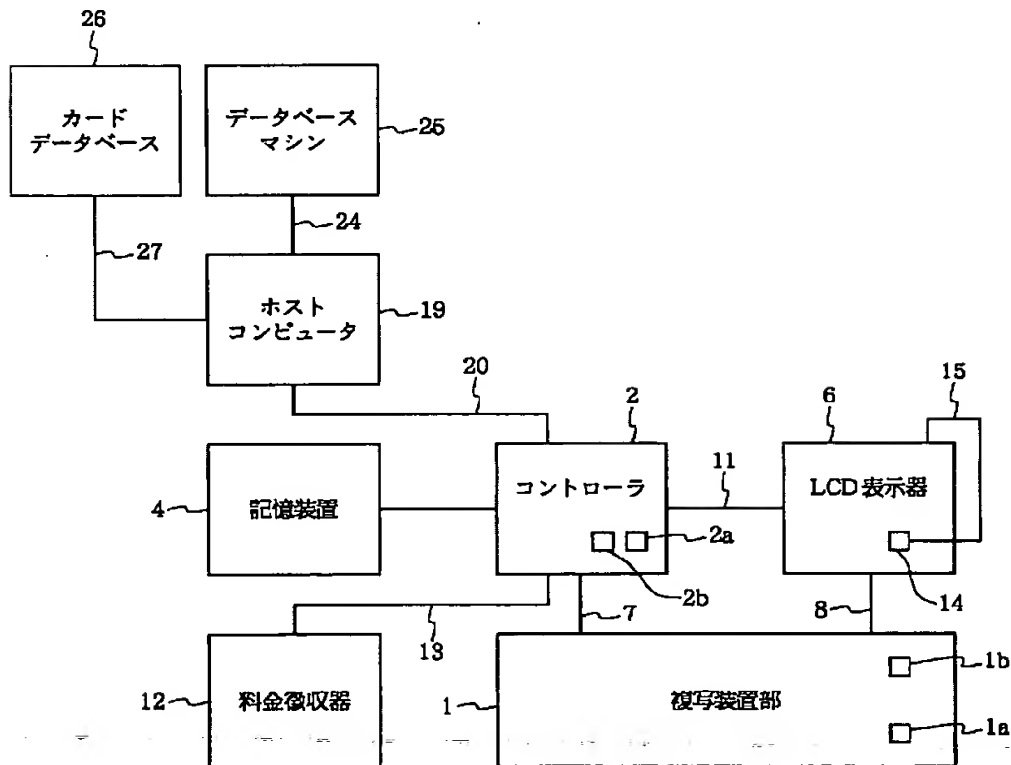 26
カード
データベース
データベース
マシン
25
24
27
ホスト
コンピュータ
19
20
2
6
15
4
記憶装置
コントローラ
11
LCD表示器
2a
2b
14
13
7
8
12
料金徴収器
1
複写装置部
1b
1a